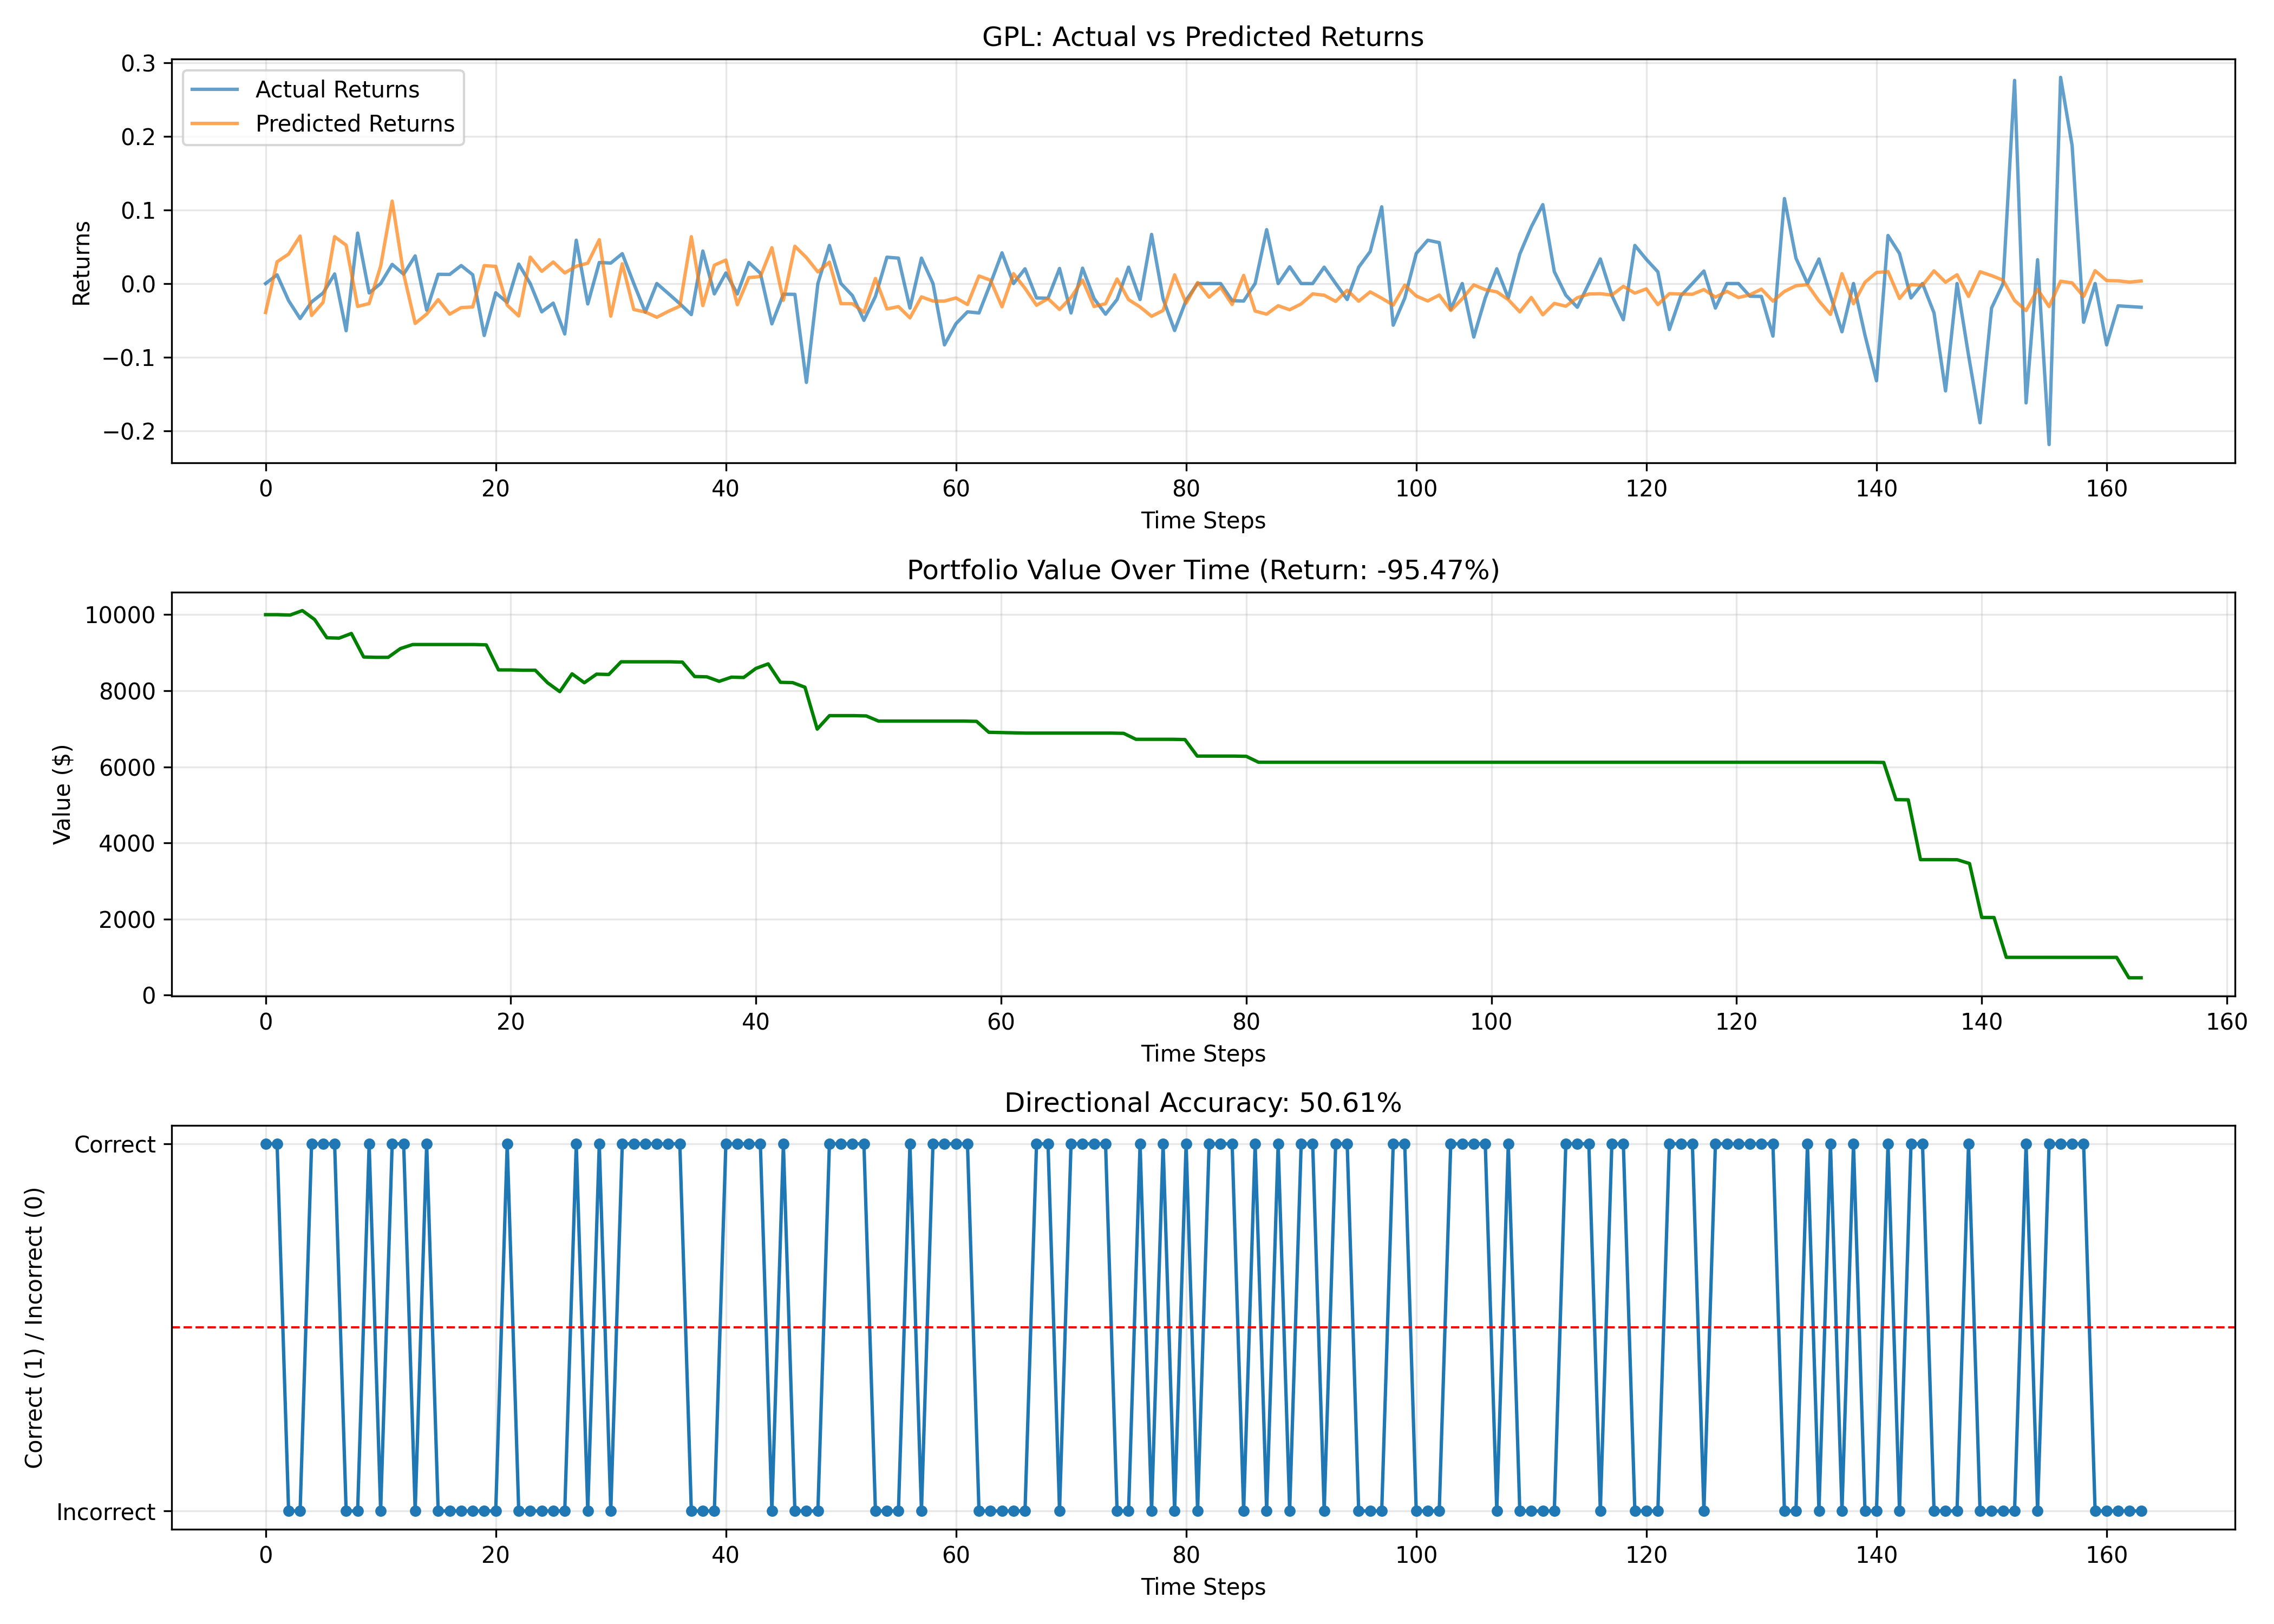 GPL: Actual vs Predicted Returns
Actual Returns
Predicted Returns
Returns
0.3
0.2
0.1
0.0
−0.1
−0.2
0 20 40 60 80 100 120 140 160
Time Steps
Portfolio Value Over Time (Return: -95.47%)
Value ($)
10000
8000
6000
4000
2000
0
0 20 40 60 80 100 120 140 160
Time Steps
Directional Accuracy: 50.61%
Correct (1) / Incorrect (0)
Correct
Incorrect
0 20 40 60 80 100 120 140 160
Time Steps